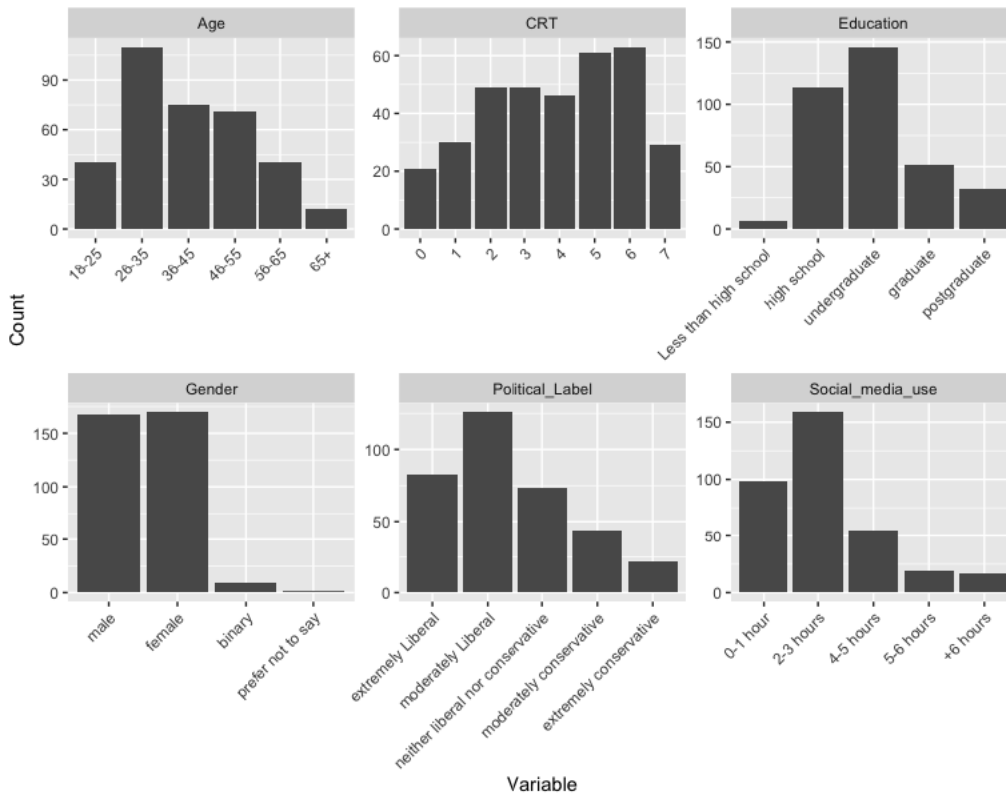 Age
CRT
Education
90
60
30
0
60
40
20
0
150
100
50
0
18-25
26-35
36-45
46-55
56-65
65+
0
1
2
3
4
5
6
7
Less than high school
high school
undergraduate
graduate
postgraduate
Count
Gender
Political_Label
Social_media_use
150
100
50
0
100
50
0
150
100
50
0
male
female
binary
prefer not to say
extremely Liberal
moderately Liberal
neither liberal nor conservative
moderately conservative
extremely conservative
0-1 hour
2-3 hours
4-5 hours
5-6 hours
+6 hours
Variable